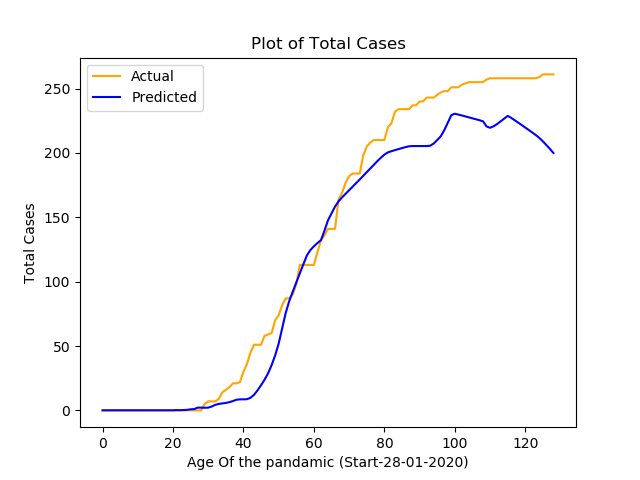 Plot of Total Cases
Actual
Predicted
250
200
150
100
50
0
Total Cases
0 20 40 60 80 100 120
Age Of the pandamic (Start-28-01-2020)